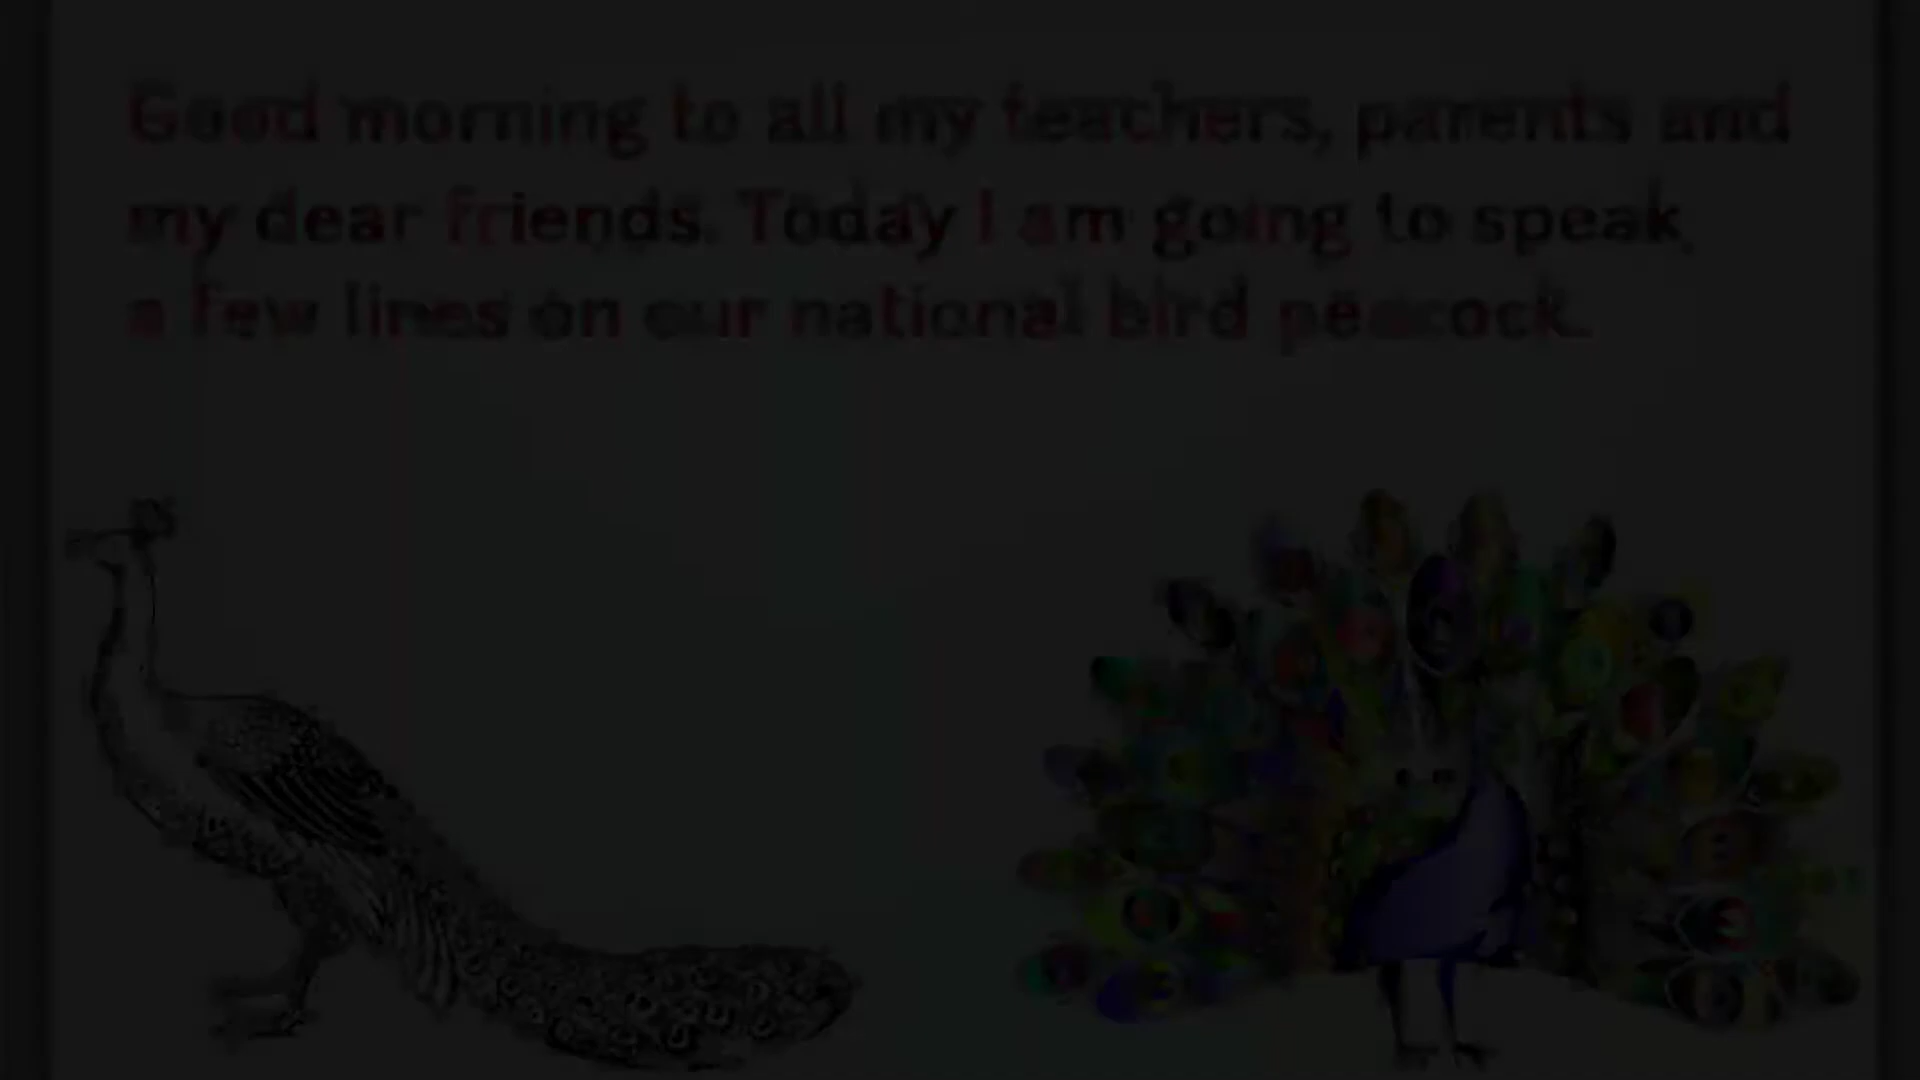 Good morning to all my teachers, parents and
my dear friends. Today I am going to speak
a few lines on our national bird peacock.